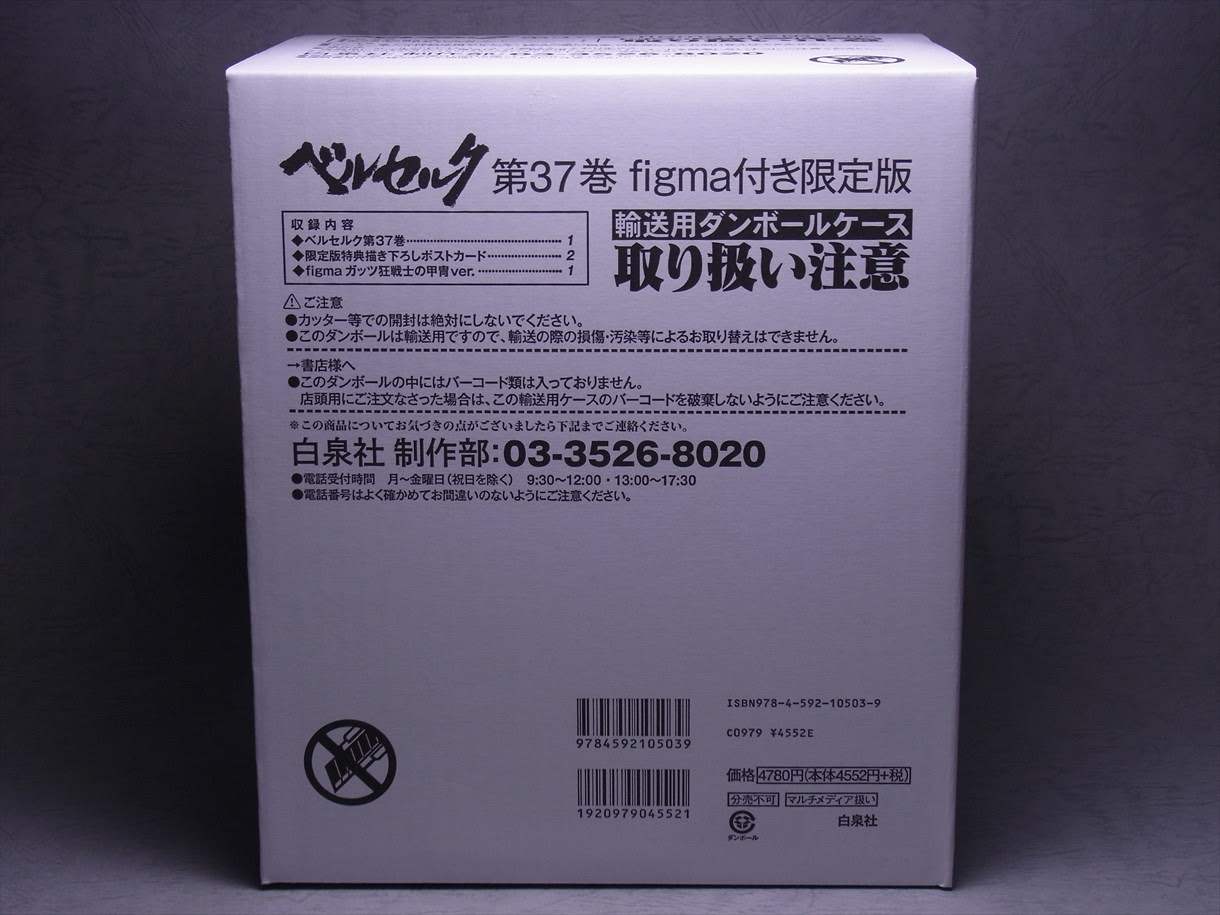 ベルセルク 第37巻 figma付き限定版
収録内容
◆ベルセルク第37巻 1
◆限定版特典描き下ろしポストカード 2
◆figma ガッツ狂戦士の甲冑ver. 1
輸送用ダンボールケース
取り扱い注意
⚠ご注意
●カッター等での開封は絶対にしないでください。
●このダンボールは輸送用ですので、輸送の際の損傷・汚染等によるお取り替えはできません。
→書店様へ
●このダンボールの中にはバーコード類は入っておりません。
店頭用にご注文なさった場合は、この輸送用ケースのバーコードを破棄しないようにご注意ください。
※この商品についてお気づきの点がございましたら下記までご連絡ください。
白泉社 制作部:03-3526-8020
●電話受付時間 月〜金曜日(祝日を除く) 9:30〜12:00・13:00〜17:30
●電話番号はよく確かめてお間違いのないようにご注意ください。
9784592105039
1920979045521
ISBN978-4-592-10503-9
C0979 ¥4552E
価格 4780円(本体4552円+税)
分売不可 マルチメディア扱い
ダンボール
白泉社